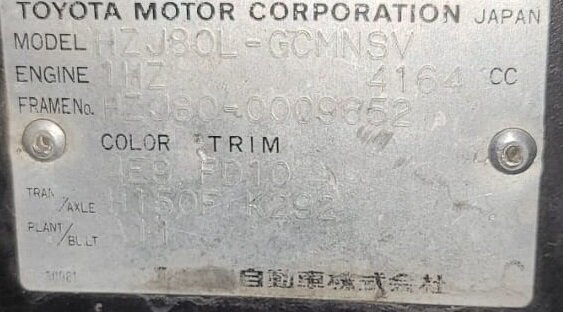 TOYOTA MOTOR CORPORATION JAPAN
MODEL HZJ80L-GCMNSV
ENGINE 1HZ 4164 CC
FRAME No. HZJ80-0009652
COLOR TRIM
1E9 FD10
TRAN/AXLE H150F K292
PLANT/BUILT 11
自動車株式会社